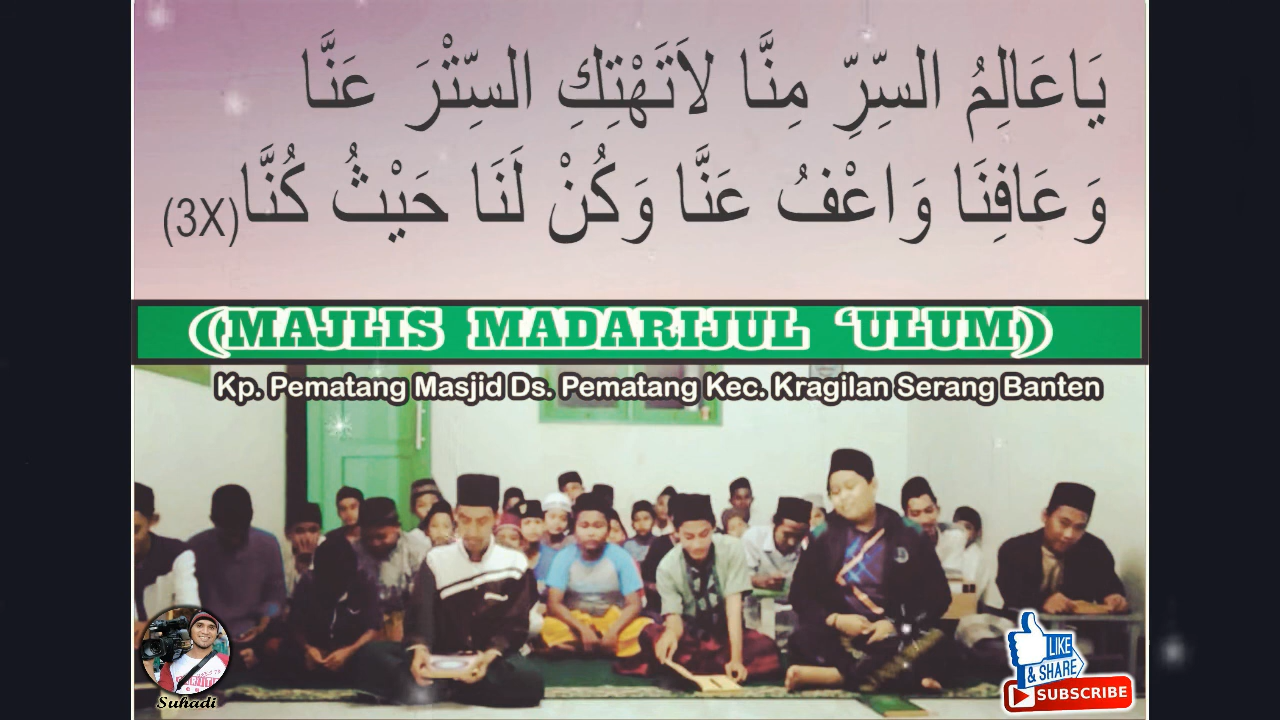 يَاعَالِمُ السِّرِّ مِنَّا لاَتَهْتِكِ السِّتْرَ عَنَّا
وَعَافِنَا وَاعْفُ عَنَّا وَكُنْ لَنَا حَيْثُ كُنَّا(3X)
(MAJLIS MADARIJUL ‘ULUM)
Kp. Pematang Masjid Ds. Pematang Kec. Kragilan Serang Banten
Suhadi
LIKE
& SHARE
SUBSCRIBE